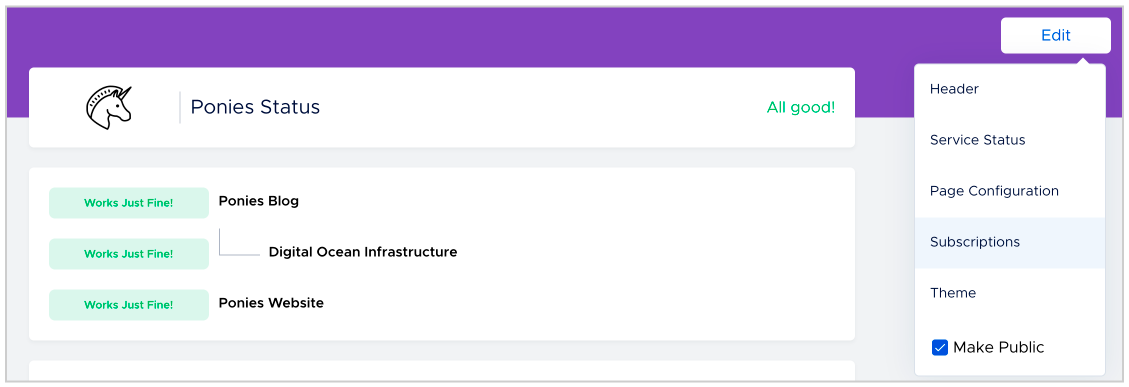 Edit
Ponies Status
All good!
Header
Service Status
Page Configuration
Subscriptions
Theme
Make Public
Works Just Fine!
Ponies Blog
Works Just Fine!
Digital Ocean Infrastructure
Works Just Fine!
Ponies Website